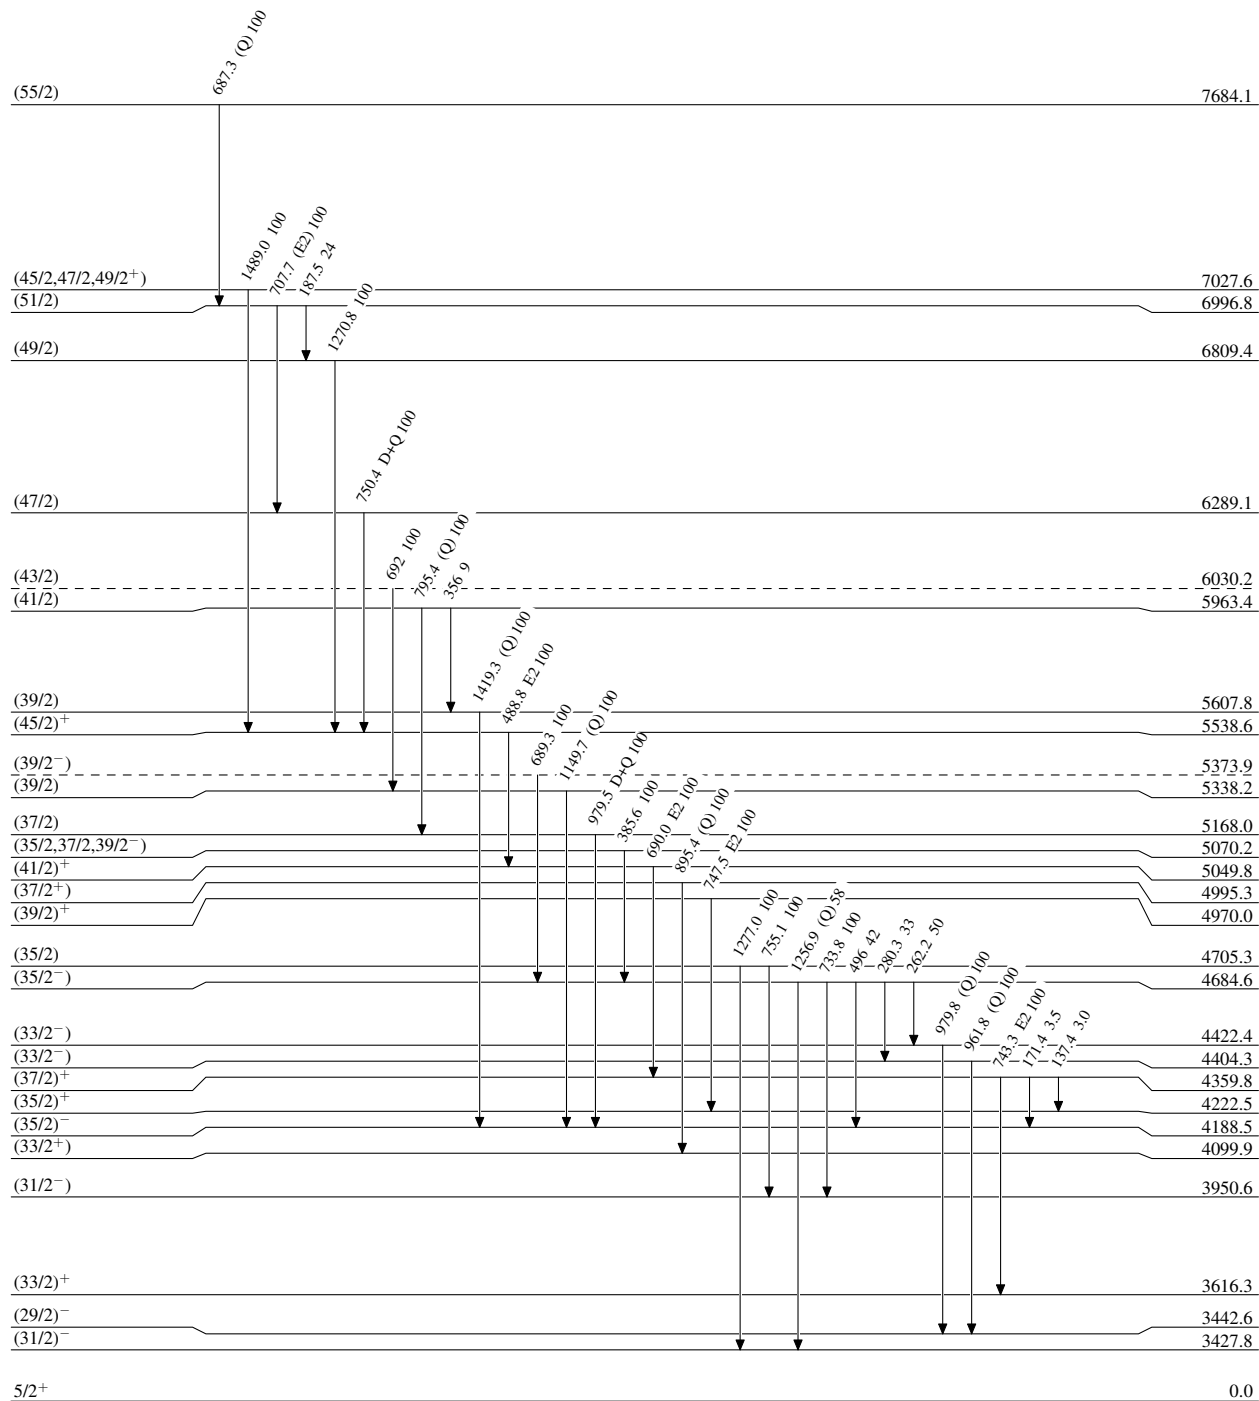 687.3 (Q) 100
(55/2) 7684.1
1489.0 100
707.7 (E2) 100
187.5 24
(45/2,47/2,49/2⁺) 7027.6
(51/2) 6996.8
1270.8 100
(49/2) 6809.4
750.4 D+Q 100
(47/2) 6289.1
692 100
795.4 (Q) 100
356 9
(43/2) 6030.2
(41/2) 5963.4
1419.3 (Q) 100
488.8 E2 100
(39/2) 5607.8
(45/2)⁺ 5538.6
689.3 100
1149.7 (Q) 100
(39/2⁻) 5373.9
(39/2) 5338.2
979.5 D+Q 100
385.6 100
690.0 E2 100
895.4 (Q) 100
747.5 E2 100
(37/2) 5168.0
(35/2,37/2,39/2⁻) 5070.2
(41/2)⁺ 5049.8
(37/2⁺) 4995.3
(39/2)⁺ 4970.0
1277.0 100
755.1 100
1256.9 (Q) 58
733.8 100
496 42
280.3 33
262.2 50
(35/2) 4705.3
(35/2⁻) 4684.6
979.8 (Q) 100
961.8 (Q) 100
743.3 E2 100
171.4 3.5
137.4 3.0
(33/2⁻) 4422.4
(33/2⁻) 4404.3
(37/2)⁺ 4359.8
(35/2)⁺ 4222.5
(35/2)⁻ 4188.5
(33/2⁺) 4099.9
(31/2⁻) 3950.6
(33/2)⁺ 3616.3
(29/2)⁻ 3442.6
(31/2)⁻ 3427.8
5/2⁺ 0.0